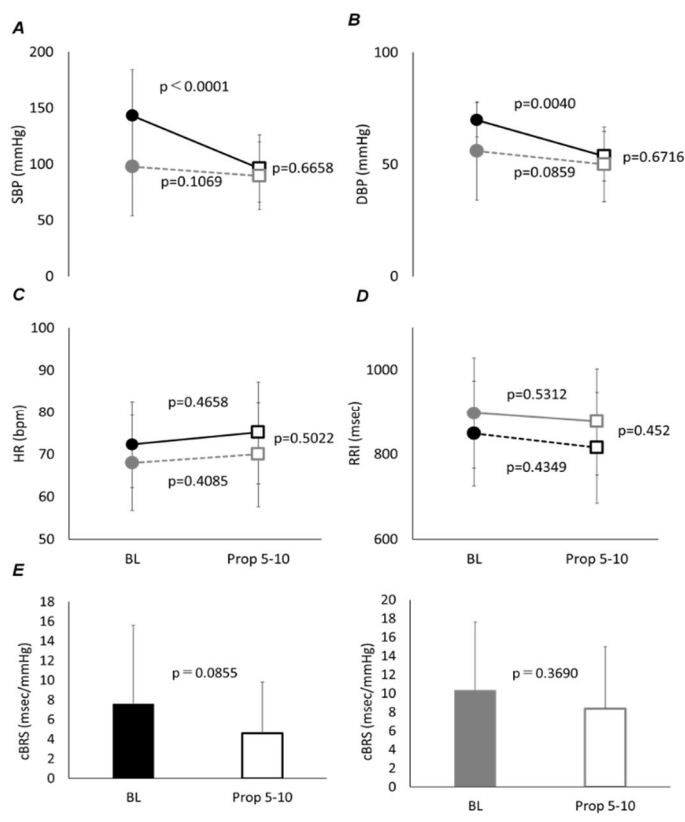 A
B
200
150
100
50
0
SBP (mmHg)
p<0.0001
p=0.1069
p=0.6658
100
50
0
DBP (mmHg)
p=0.0040
p=0.0859
p=0.6716
C
D
100
90
80
70
60
50
HR (bpm)
p=0.4658
p=0.4085
p=0.5022
BL
Prop 5-10
1000
800
600
RRI (msec)
p=0.5312
p=0.4349
p=0.452
BL
Prop 5-10
E
18
16
14
12
10
8
6
4
2
0
cBRS (msec/mmHg)
p=0.0855
BL
Prop 5-10
20
18
16
14
12
10
8
6
4
2
0
cBRS (msec/mmHg)
p=0.3690
BL
Prop 5-10